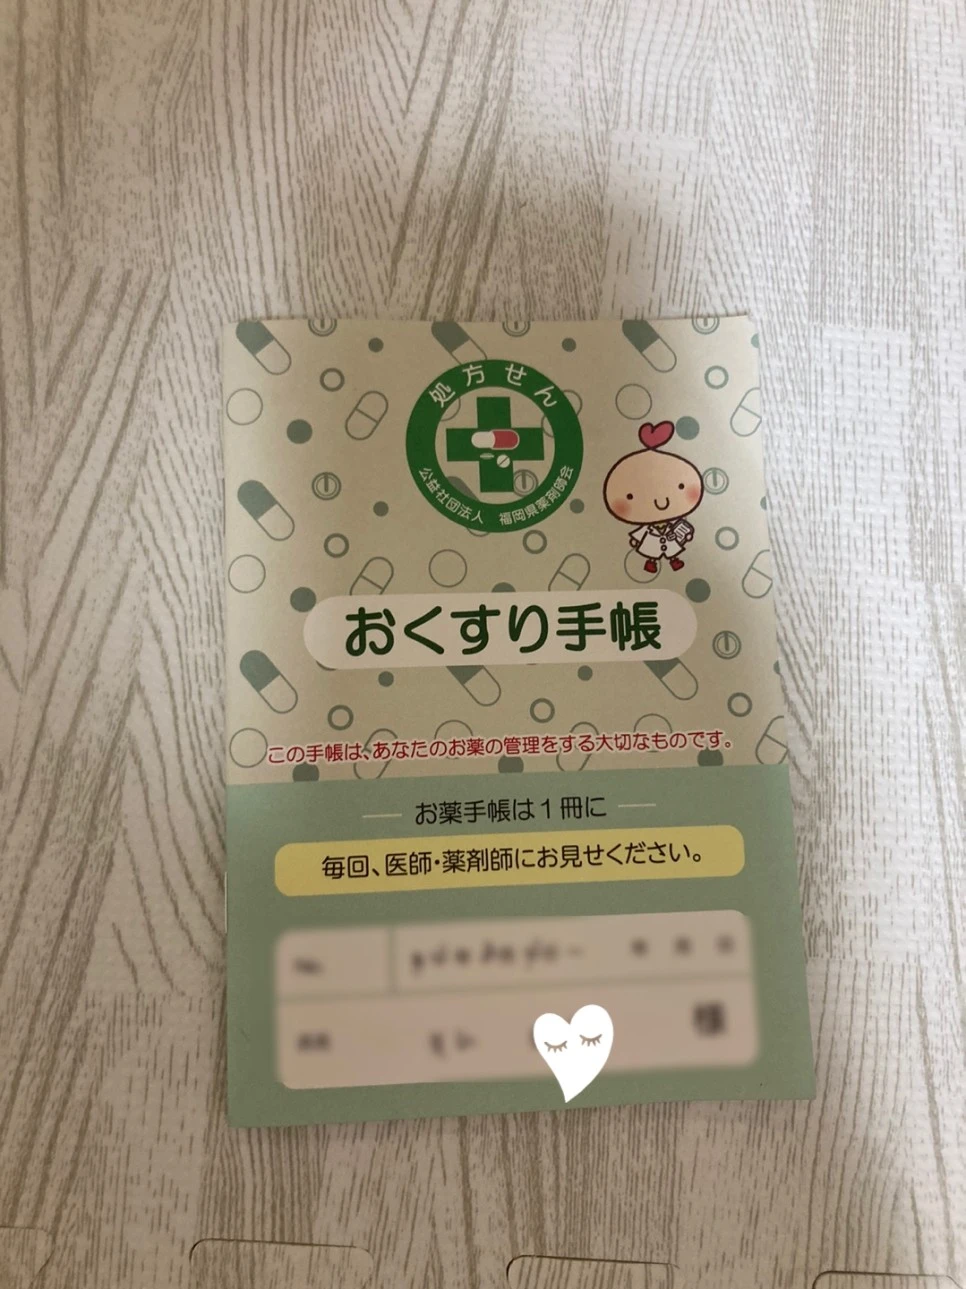 処方せん
公益社団法人 福岡県薬剤師会
おくすり手帳
この手帳は、あなたのお薬の管理をする大切なものです。
お薬手帳は1冊に
毎回、医師・薬剤師にお見せください。
No.
様